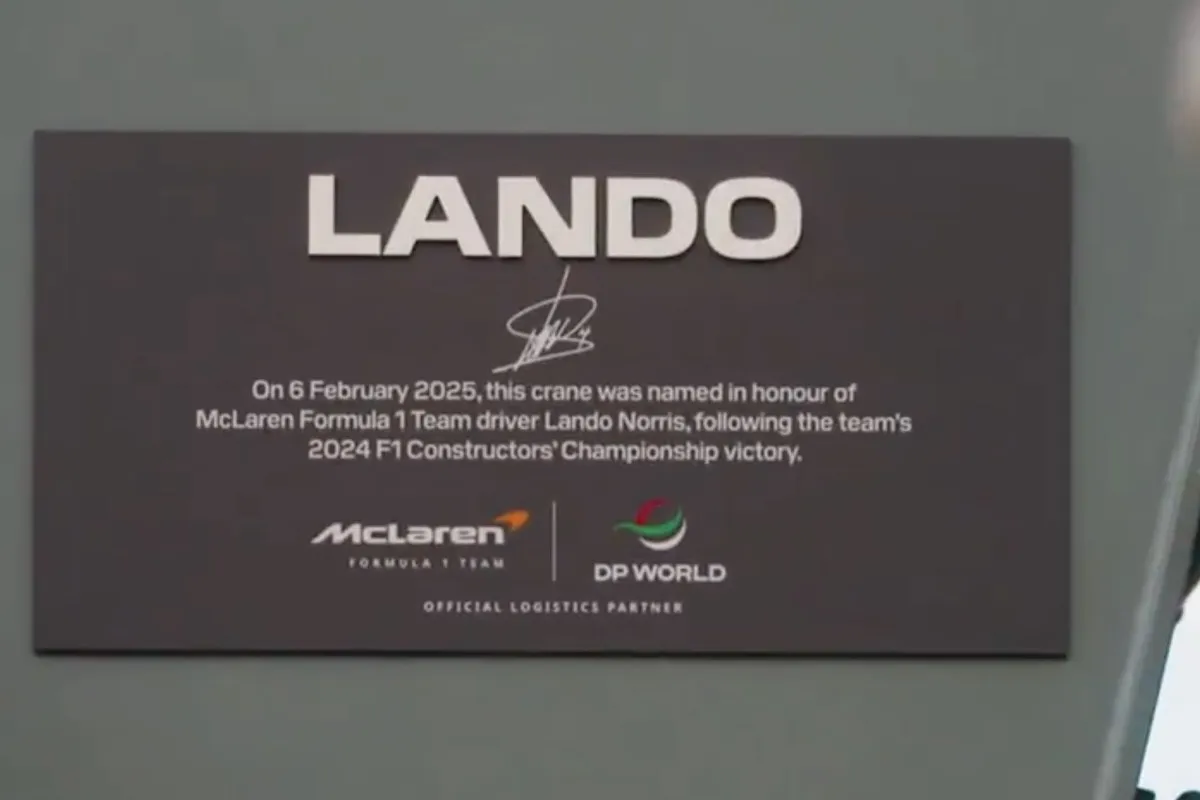 LANDO
On 6 February 2025, this crane was named in honour of
McLaren Formula 1 Team driver Lando Norris, following the team's
2024 F1 Constructors' Championship victory.
McLaren
FORMULA 1 TEAM
DP WORLD
OFFICIAL LOGISTICS PARTNER